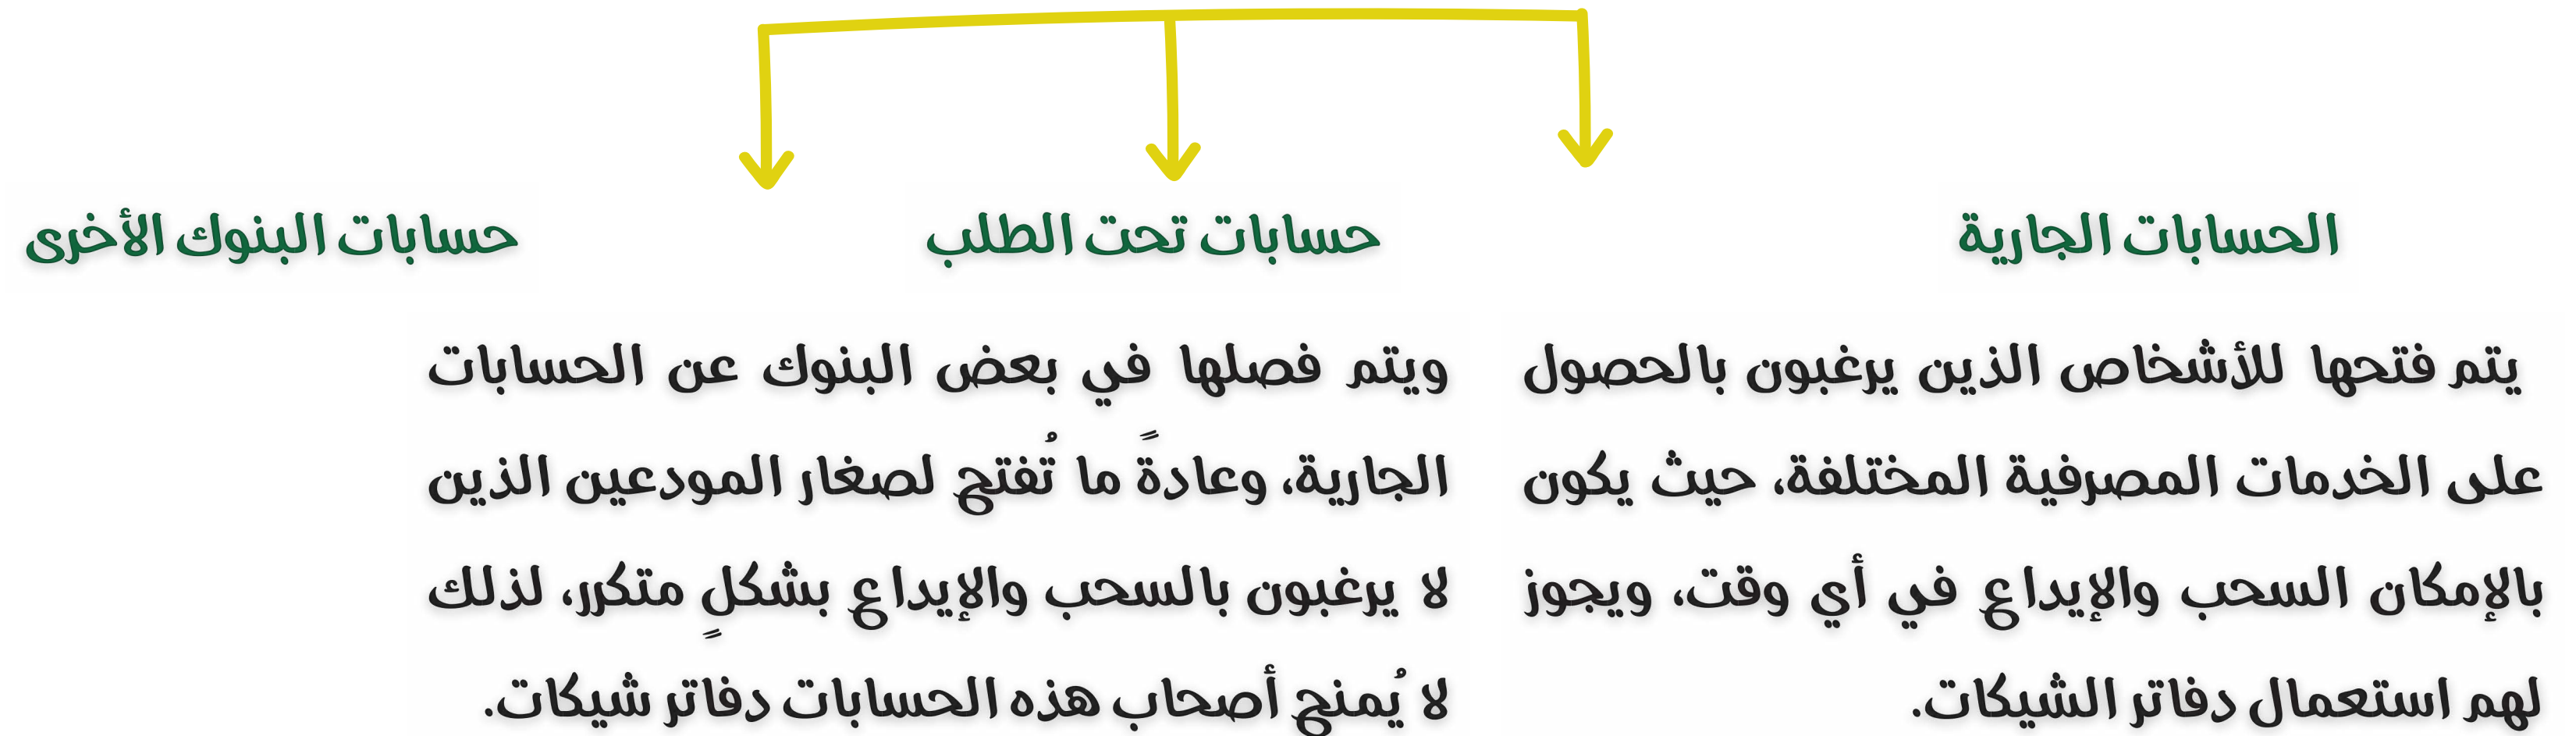 الحسابات الجارية
يتم فتحها للأشخاص الذين يرغبون بالحصول
على الخدمات المصرفية المختلفة، حيث يكون
بالإمكان السحب والإيداع في أي وقت، ويجوز
لهم استعمال دفاتر الشيكات.
حسابات تحت الطلب
ويتم فصلها في بعض البنوك عن الحسابات
الجارية، وعادةً ما تُفتح لصغار المودعين الذين
لا يرغبون بالسحب والإيداع بشكلٍ متكرر، لذلك
لا يُمنح أصحاب هذه الحسابات دفاتر شيكات.
حسابات البنوك الأخرى